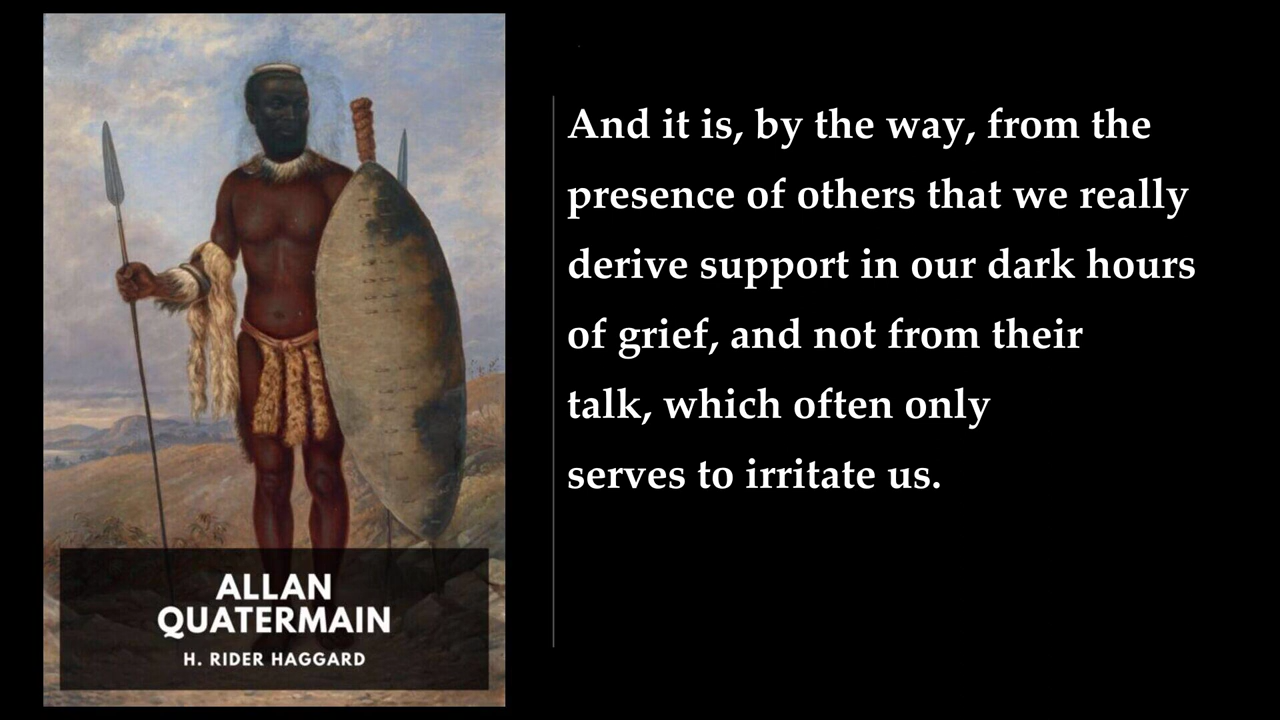 ALLAN
QUATERMAIN
H. RIDER HAGGARD
And it is, by the way, from the
presence of others that we really
derive support in our dark hours
of grief, and not from their
talk, which often only
serves to irritate us.